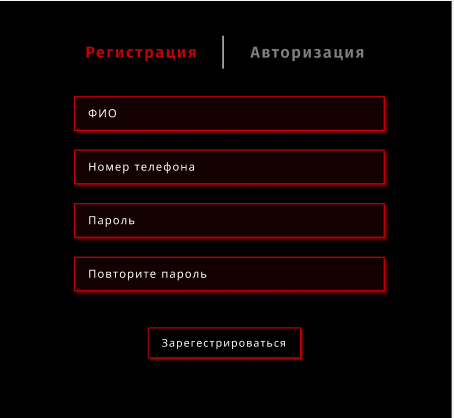 Регистрация Авторизация
ФИО
Номер телефона
Пароль
Повторите пароль
Зарегестрироваться